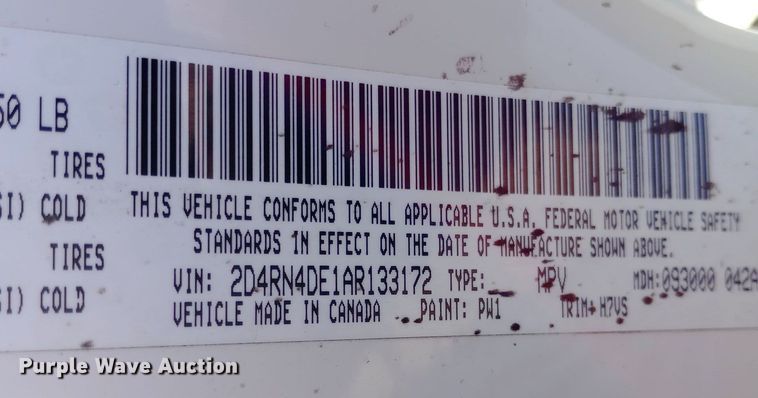 50 LB
TIRES
SI) COLD
TIRES
SI) COLD
THIS VEHICLE CONFORMS TO ALL APPLICABLE U.S.A. FEDERAL MOTOR VEHICLE SAFETY
STANDARDS IN EFFECT ON THE DATE OF MANUFACTURE SHOWN ABOVE.
VIN: 2D4RN4DE1AR133172 TYPE: MPV MDH:093000 042A
VEHICLE MADE IN CANADA PAINT: PW1 TRIM: H7VS
Purple Wave Auction